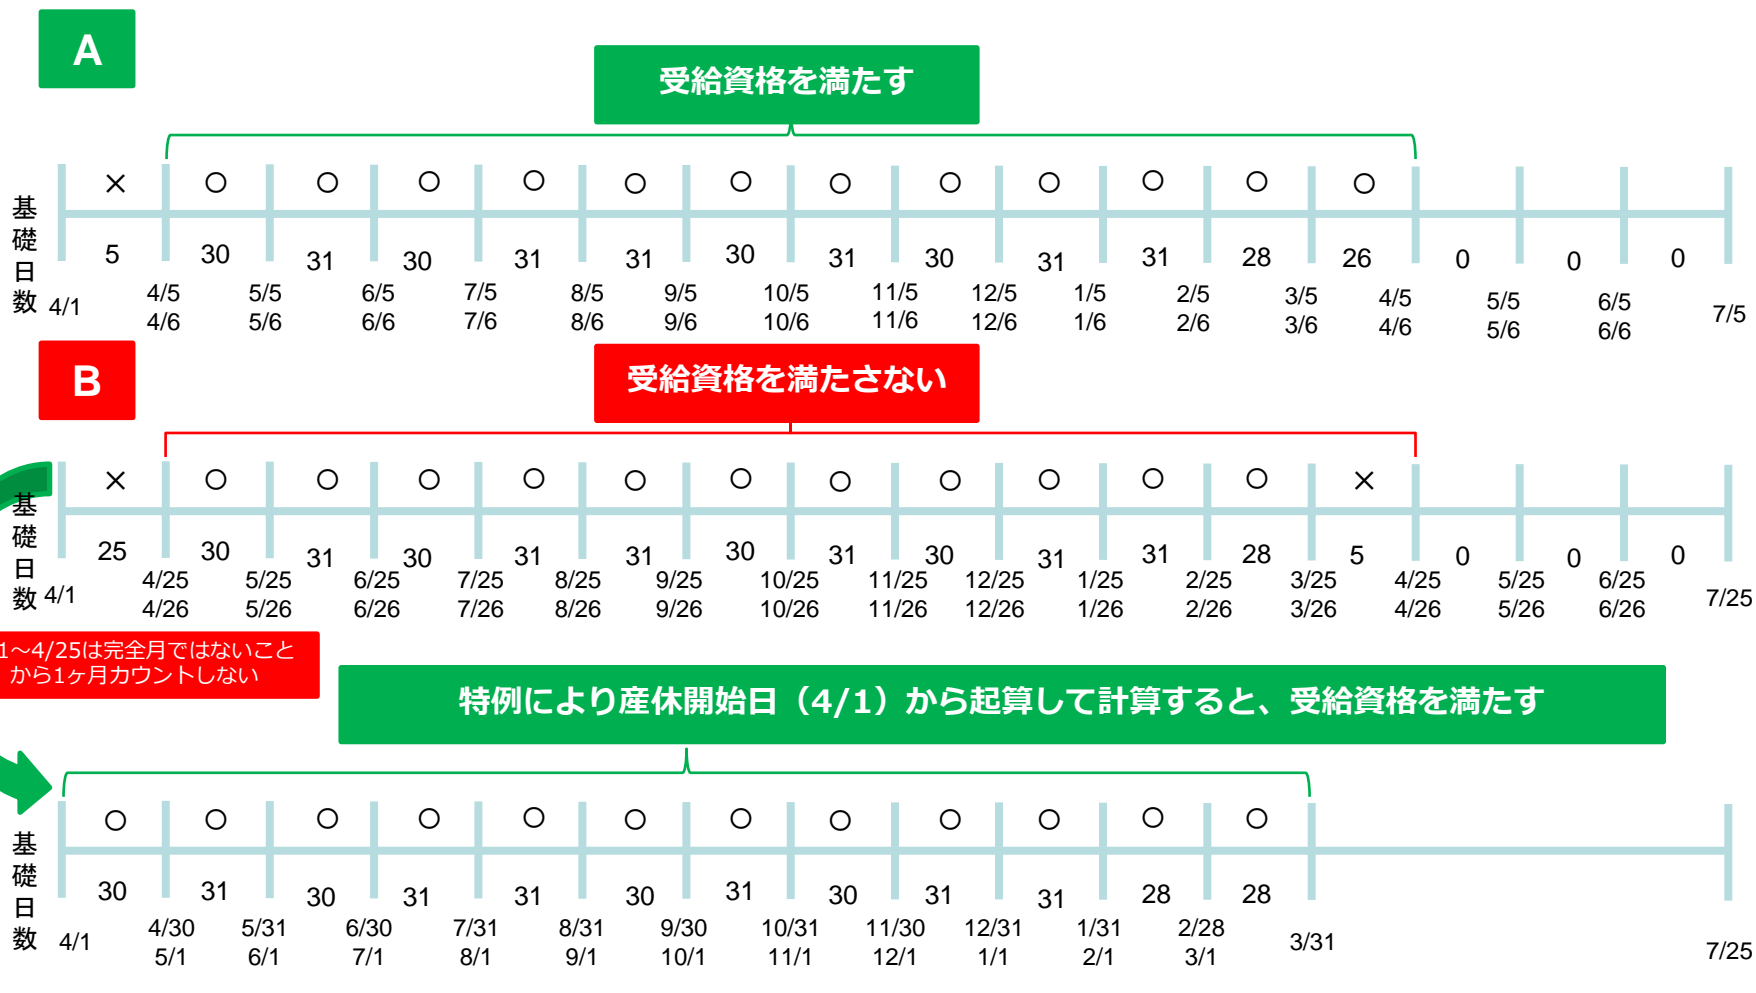 A
受給資格を満たす
× ○ ○ ○ ○ ○ ○ ○ ○ ○ ○ ○ ○
基礎日数
5 30 31 30 31 31 30 31 30 31 31 28 26 0 0 0
4/1 4/5 5/5 6/5 7/5 8/5 9/5 10/5 11/5 12/5 1/5 2/5 3/5 4/5 5/5 6/5 7/5
4/6 5/6 6/6 7/6 8/6 9/6 10/6 11/6 12/6 1/6 2/6 3/6 4/6 5/6 6/6
B
受給資格を満たさない
× ○ ○ ○ ○ ○ ○ ○ ○ ○ ○ ○ ×
基礎日数
25 30 31 30 31 31 30 31 30 31 31 28 5 0 0 0
4/1 4/25 5/25 6/25 7/25 8/25 9/25 10/25 11/25 12/25 1/25 2/25 3/25 4/25 5/25 6/25 7/25
4/26 5/26 6/26 7/26 8/26 9/26 10/26 11/26 12/26 1/26 2/26 3/26 4/26 5/26 6/26
1～4/25は完全月ではないこと
から1ヶ月カウントしない
特例により産休開始日（4/1）から起算して計算すると、受給資格を満たす
○ ○ ○ ○ ○ ○ ○ ○ ○ ○ ○ ○
基礎日数
30 31 30 31 31 30 31 30 31 31 28 28
4/1 4/30 5/31 6/30 7/31 8/31 9/30 10/31 11/30 12/31 1/31 2/28 3/31 7/25
5/1 6/1 7/1 8/1 9/1 10/1 11/1 12/1 1/1 2/1 3/1